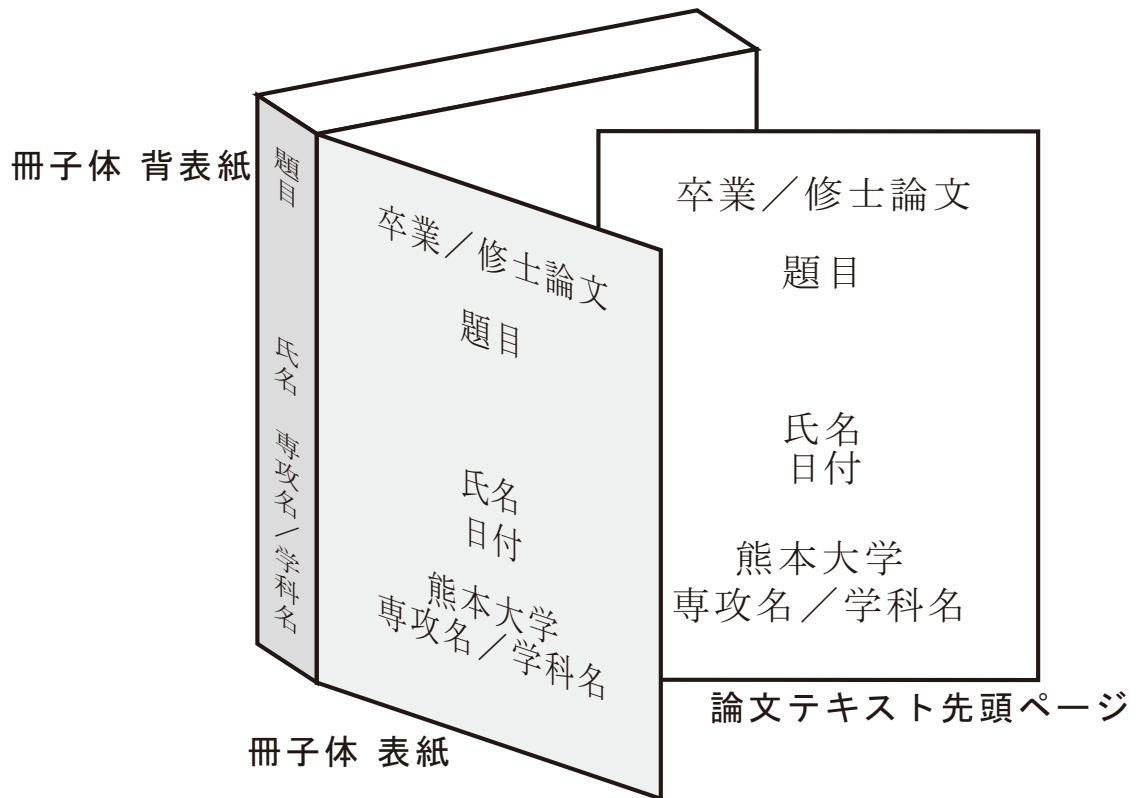 冊子体 背表紙
題目
氏名
専攻名／学科名
卒業／修士論文
題目
氏名
日付
熊本大学
専攻名／学科名
冊子体 表紙
卒業／修士論文
題目
氏名
日付
熊本大学
専攻名／学科名
論文テキスト先頭ページ